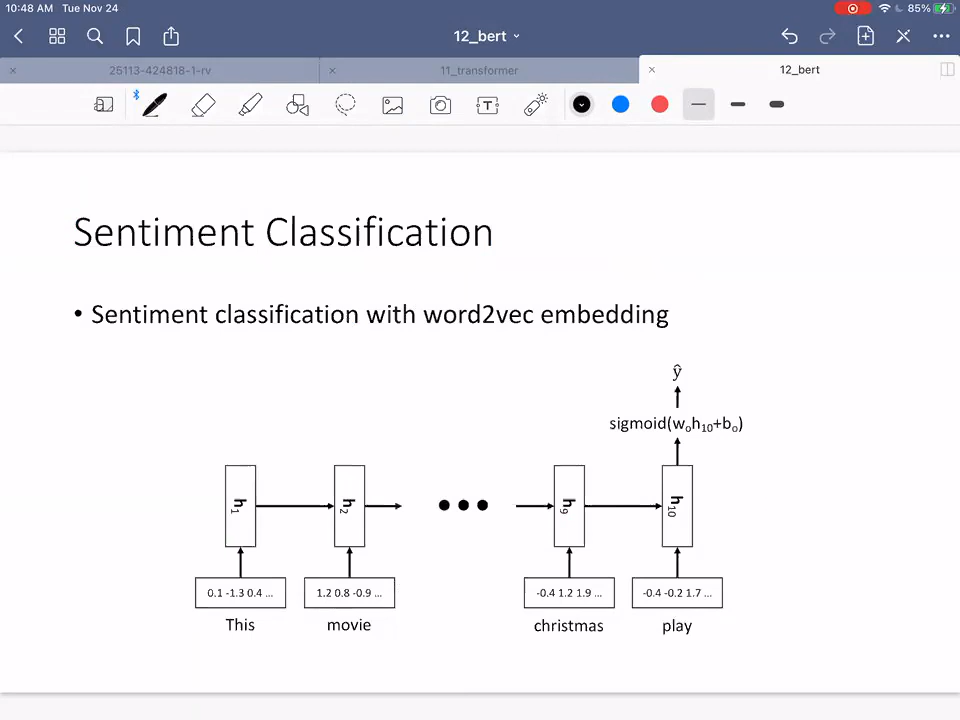 10:48 AM Tue Nov 24
85%
12_bert
25113-424818-1-rv
11_transformer
12_bert
T
Sentiment Classification
• Sentiment classification with word2vec embedding
ŷ
sigmoid(w₀h₁₀+b₀)
h₁ h₂ h₉ h₁₀
0.1 -1.3 0.4 ... 1.2 0.8 -0.9 ... -0.4 1.2 1.9 ... -0.4 -0.2 1.7 ...
This movie christmas play